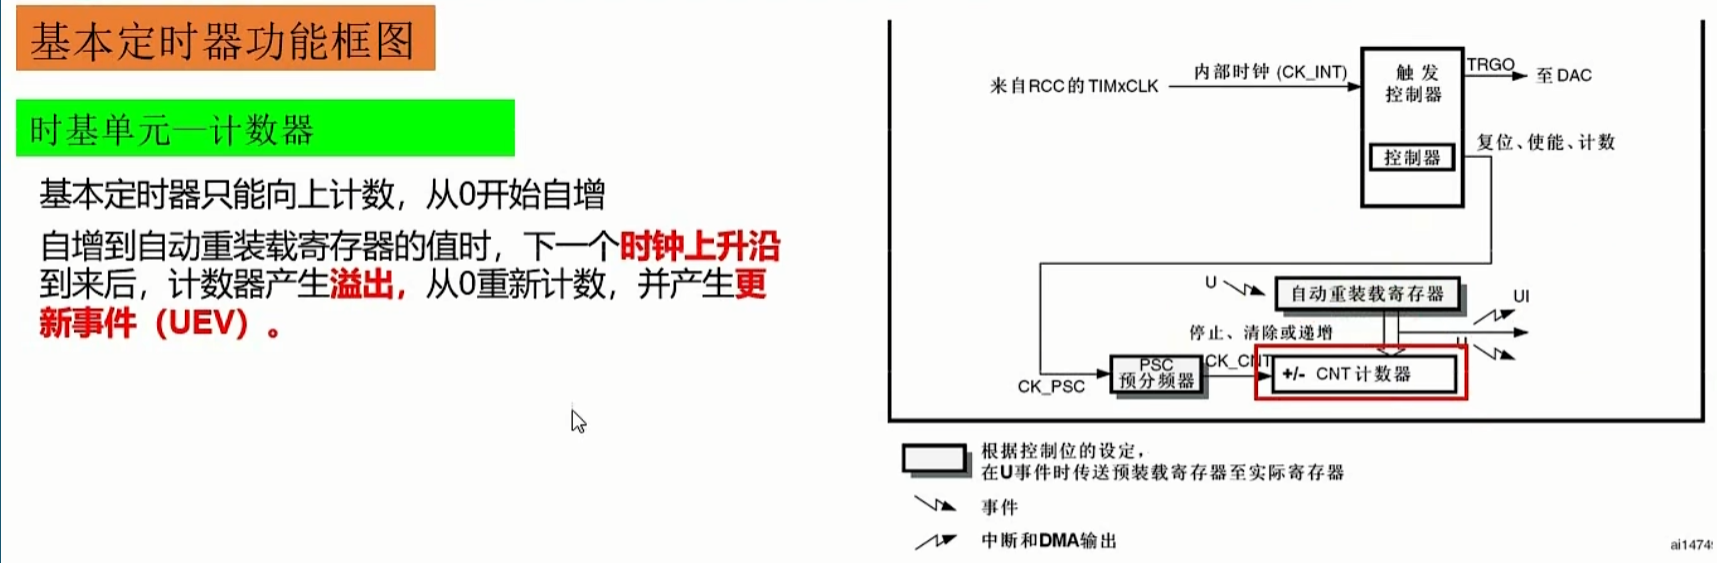 基本定时器功能框图
时基单元—计数器
基本定时器只能向上计数，从0开始自增
自增到自动重装载寄存器的值时，下一个时钟上升沿
到来后，计数器产生溢出，从0重新计数，并产生更
新事件（UEV）。
来自RCC的TIMxCLK
内部时钟 (CK_INT)
触发
控制器
TRGO
至DAC
控制器
复位、使能、计数
U
自动重装载寄存器
UI
停止、清除或递增
U
CK_PSC
PSC
预分频器
CK_CNT
+/- CNT计数器
根据控制位的设定，
在U事件时传送预装载寄存器至实际寄存器
事件
中断和DMA输出